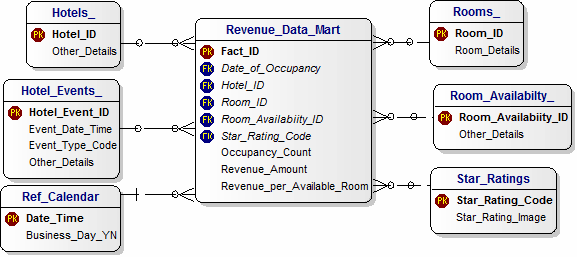 Hotels_
PK Hotel_ID
Other_Details
Hotel_Events_
PK Hotel_Event_ID
Event_Date_Time
Event_Type_Code
Other_Details
Ref_Calendar
PK Date_Time
Business_Day_YN
Revenue_Data_Mart
PK Fact_ID
FK Date_of_Occupancy
FK Hotel_ID
FK Room_ID
FK Room_Availabiity_ID
FK Star_Rating_Code
Occupancy_Count
Revenue_Amount
Revenue_per_Available_Room
Rooms_
PK Room_ID
Room_Details
Room_Availabilty_
PK Room_Availabiity_ID
Other_Details
Star_Ratings
PK Star_Rating_Code
Star_Rating_Image